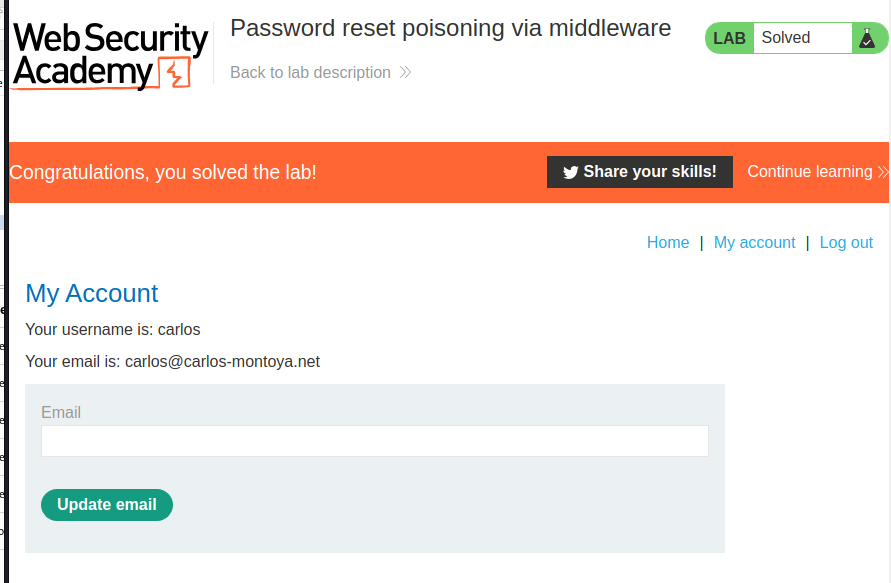 Web Security
Academy
Password reset poisoning via middleware
Back to lab description
LAB Solved
Congratulations, you solved the lab!
Share your skills!
Continue learning
Home | My account | Log out
My Account
Your username is: carlos
Your email is: carlos@carlos-montoya.net
Email
Update email